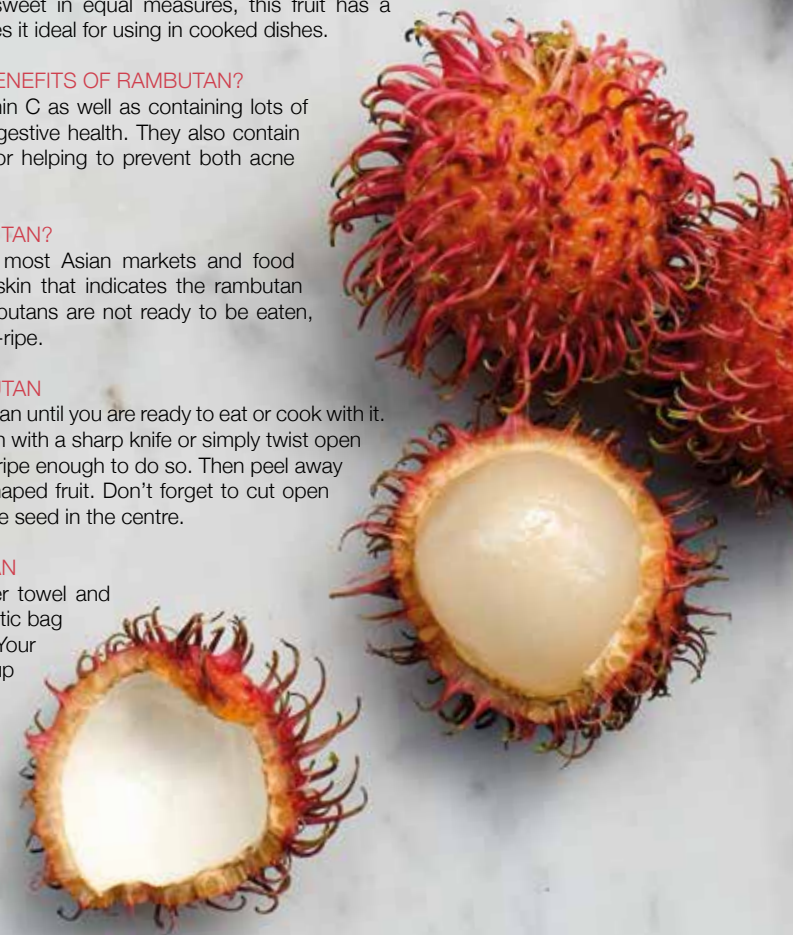 sweet in equal measures, this fruit has a
es it ideal for using in cooked dishes.
ENEFITS OF RAMBUTAN?
in C as well as containing lots of
gestive health. They also contain
or helping to prevent both acne
TAN?
most Asian markets and food
skin that indicates the rambutan
outans are not ready to be eaten,
-ripe.
UTAN
an until you are ready to eat or cook with it.
n with a sharp knife or simply twist open
ripe enough to do so. Then peel away
haped fruit. Don't forget to cut open
e seed in the centre.
AN
er towel and
tic bag
Your
up